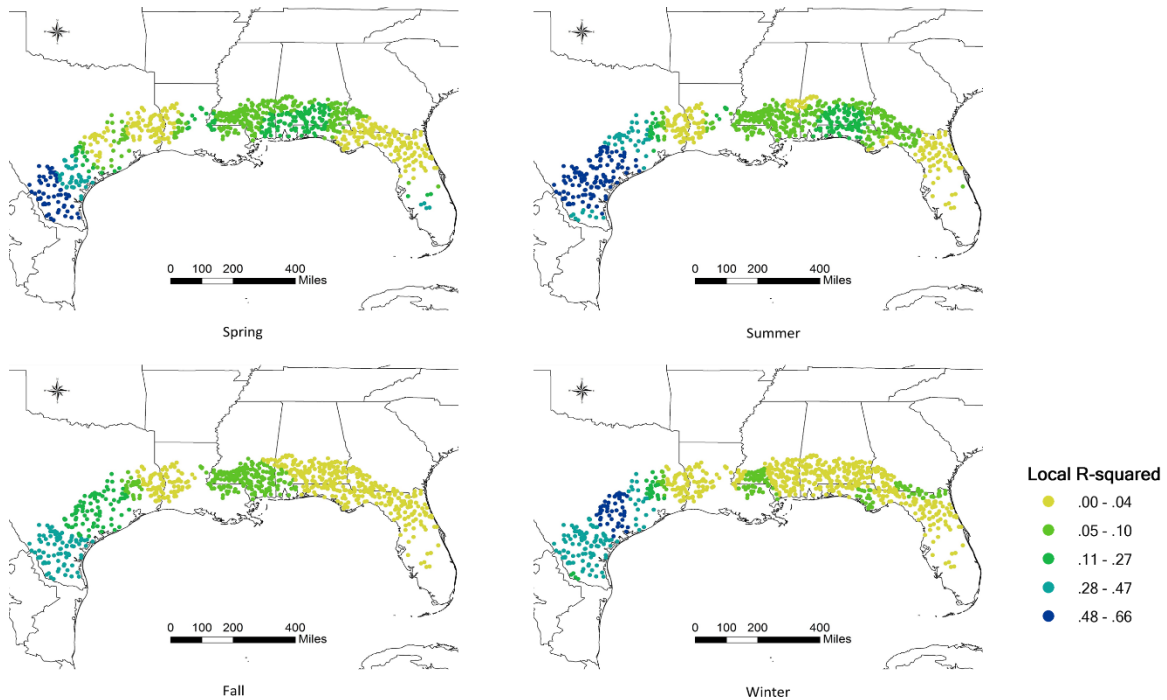 0 100 200 400
Miles
Spring
0 100 200 400
Miles
Summer
0 100 200 400
Miles
Fall
0 100 200 400
Miles
Winter
Local R-squared
.00 - .04
.05 - .10
.11 - .27
.28 - .47
.48 - .66